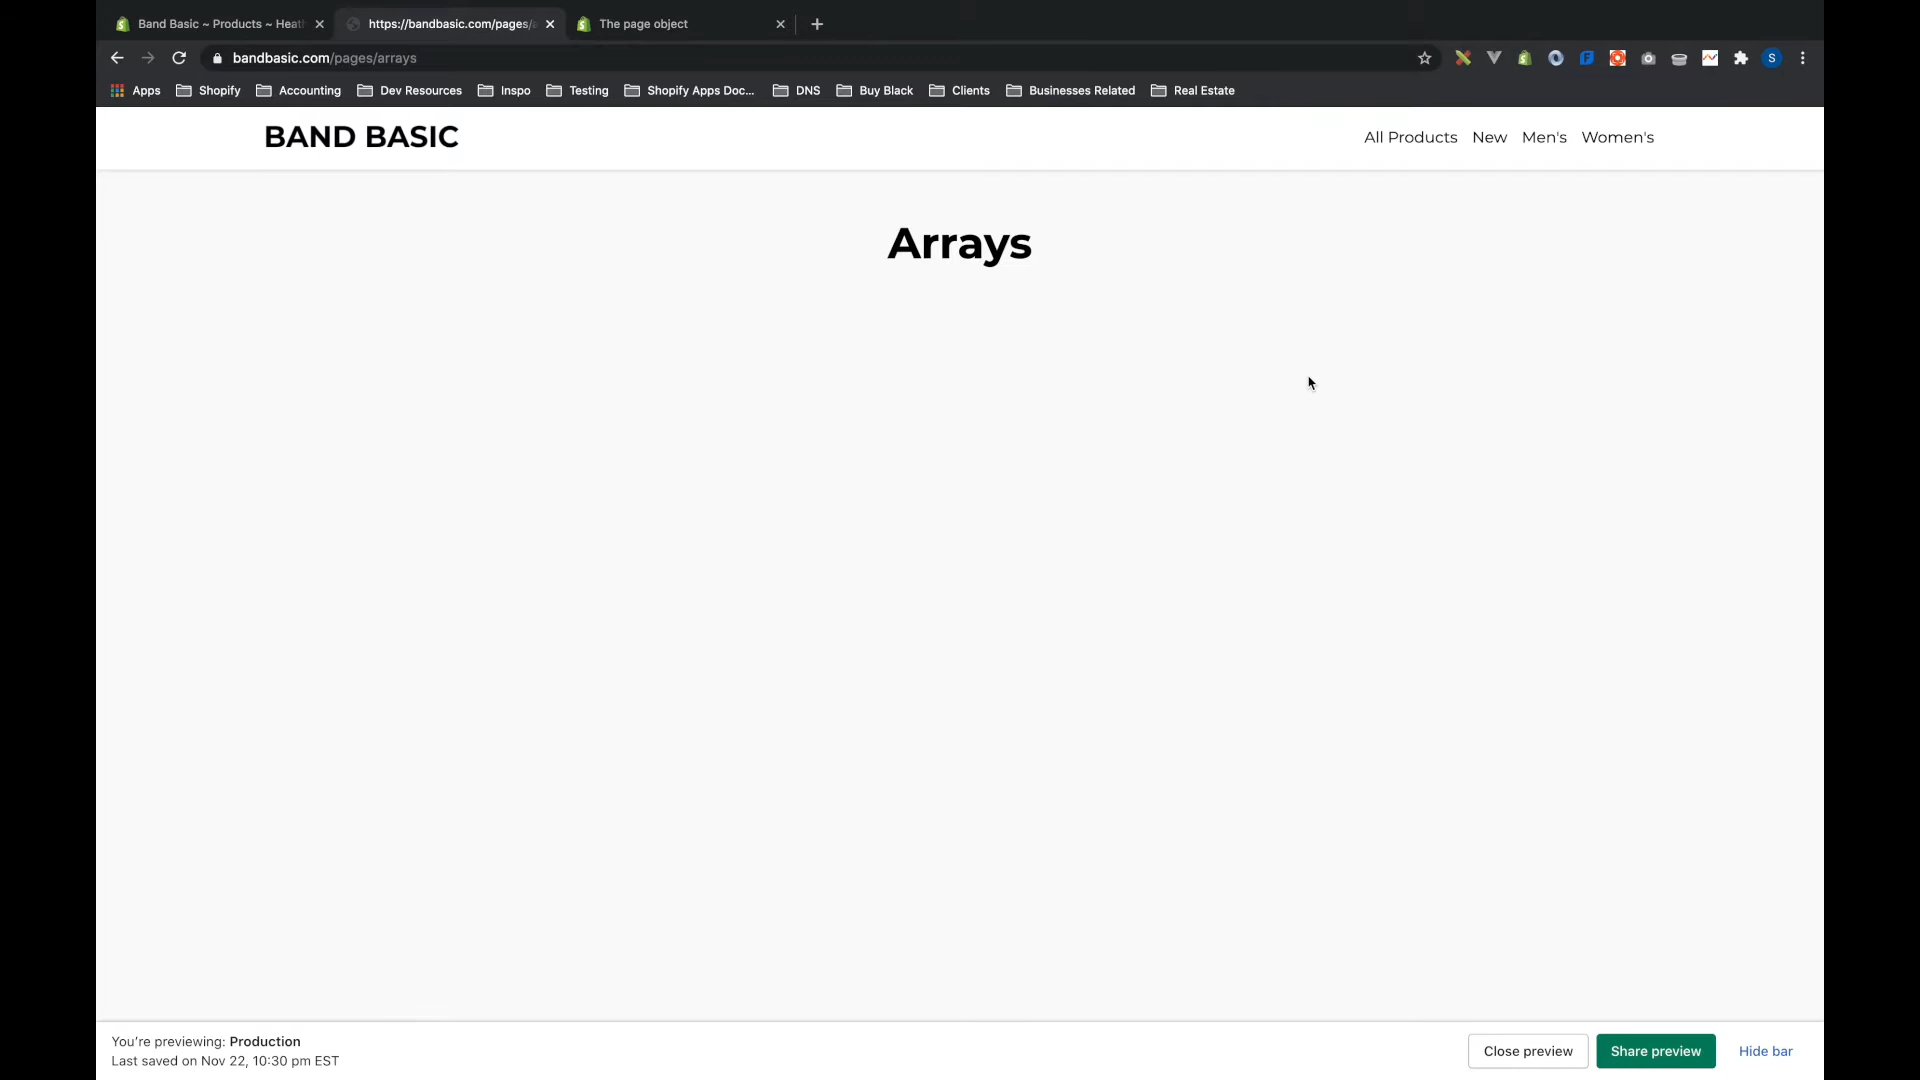 Band Basic ~ Products ~ Heat
https://bandbasic.com/pages/a
The page object
bandbasic.com/pages/arrays
S
Apps Shopify Accounting Dev Resources Inspo Testing Shopify Apps Doc... DNS Buy Black Clients Businesses Related Real Estate
BAND BASIC
All Products New Men's Women's
Arrays
You're previewing: Production
Last saved on Nov 22, 10:30 pm EST
Close preview Share preview Hide bar